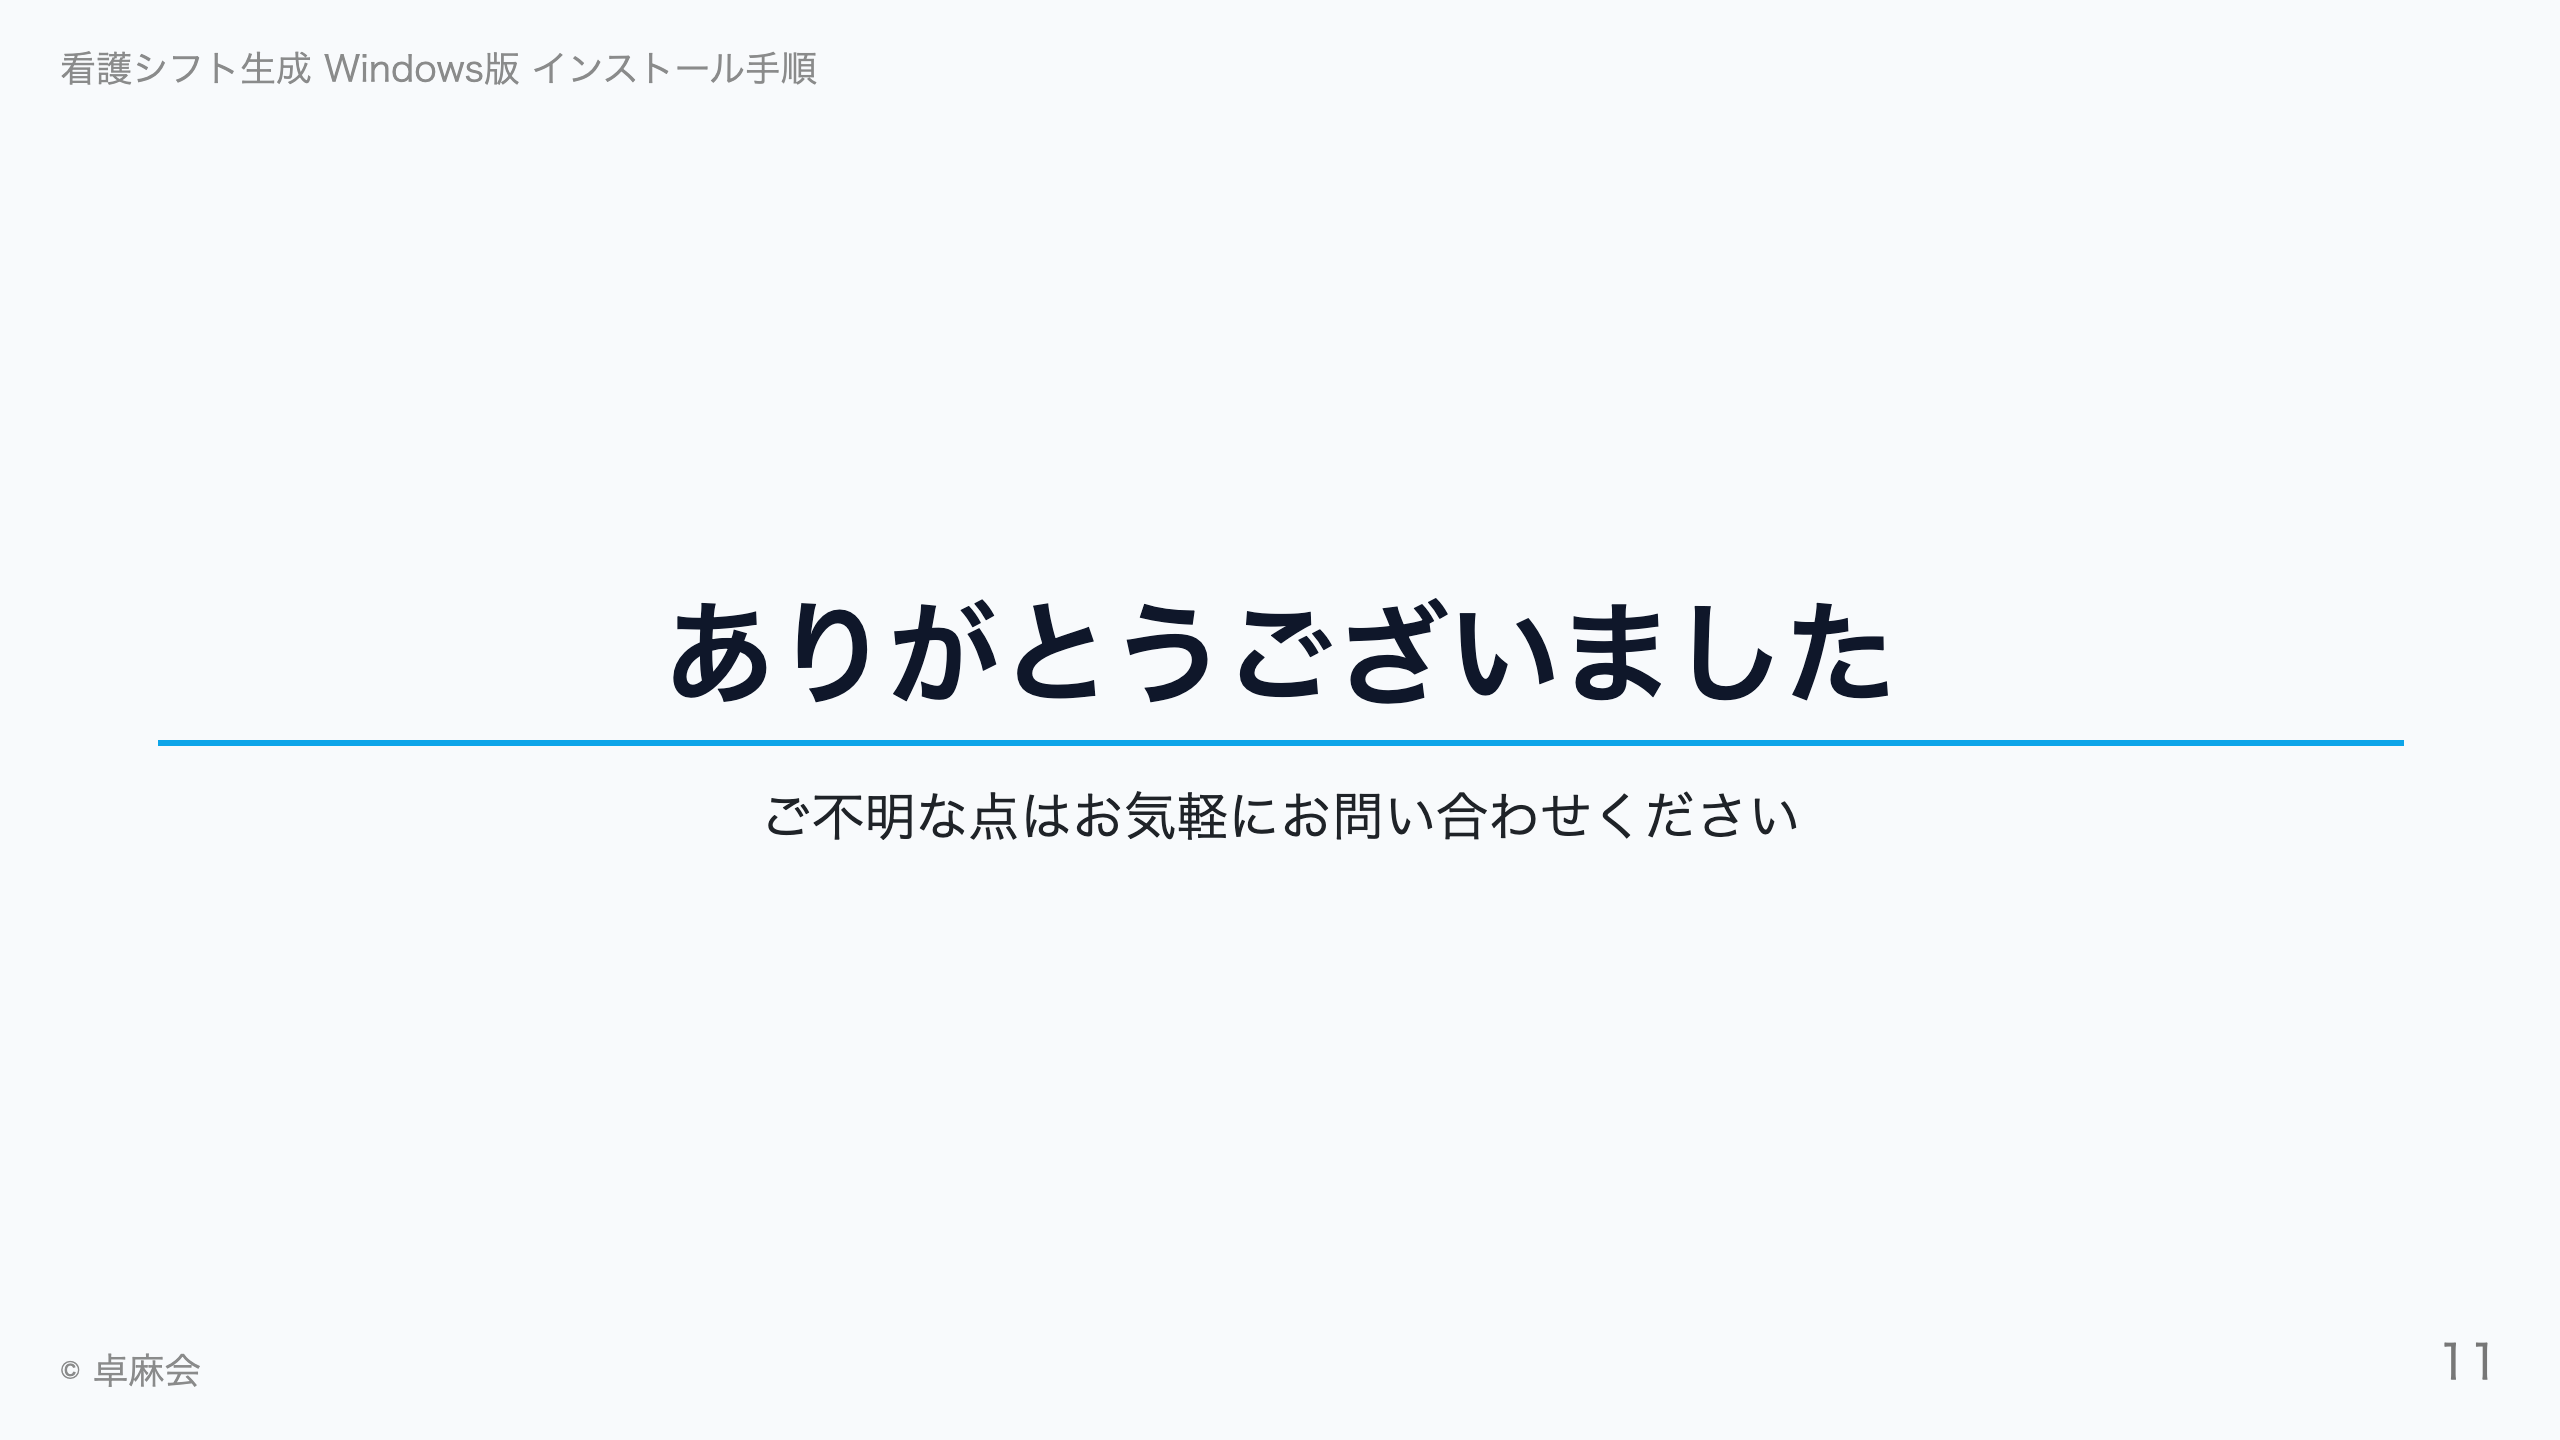 看護シフト生成 Windows版 インストール手順
ありがとうございました
ご不明な点はお気軽にお問い合わせください
© 卓麻会
11